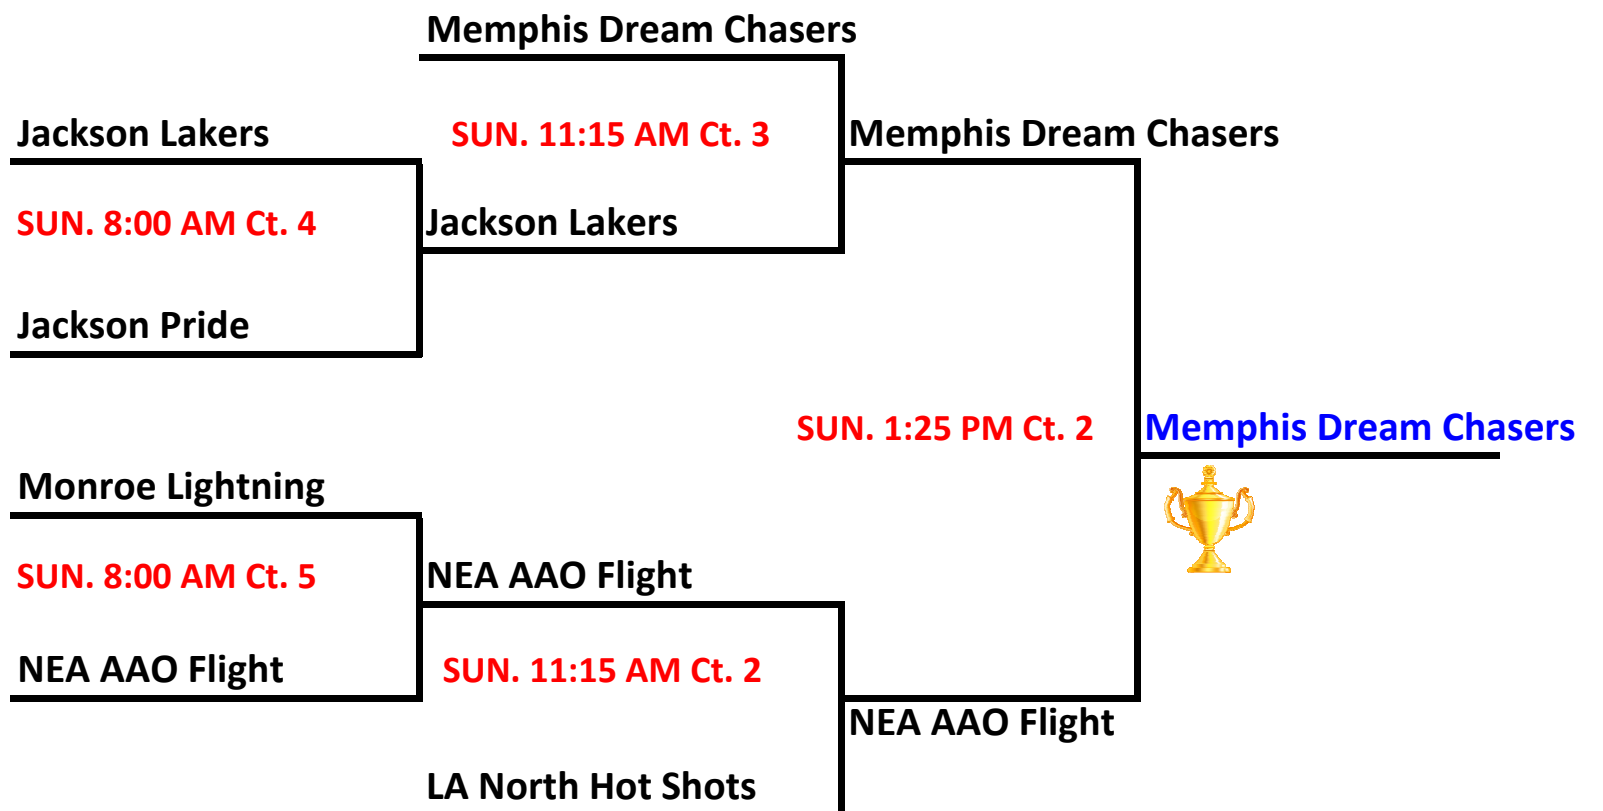 Memphis Dream Chasers
Jackson Lakers
SUN. 11:15 AM Ct. 3
Memphis Dream Chasers
SUN. 8:00 AM Ct. 4
Jackson Lakers
Jackson Pride
SUN. 1:25 PM Ct. 2
Memphis Dream Chasers
Monroe Lightning
SUN. 8:00 AM Ct. 5
NEA AAO Flight
NEA AAO Flight
SUN. 11:15 AM Ct. 2
NEA AAO Flight
LA North Hot Shots